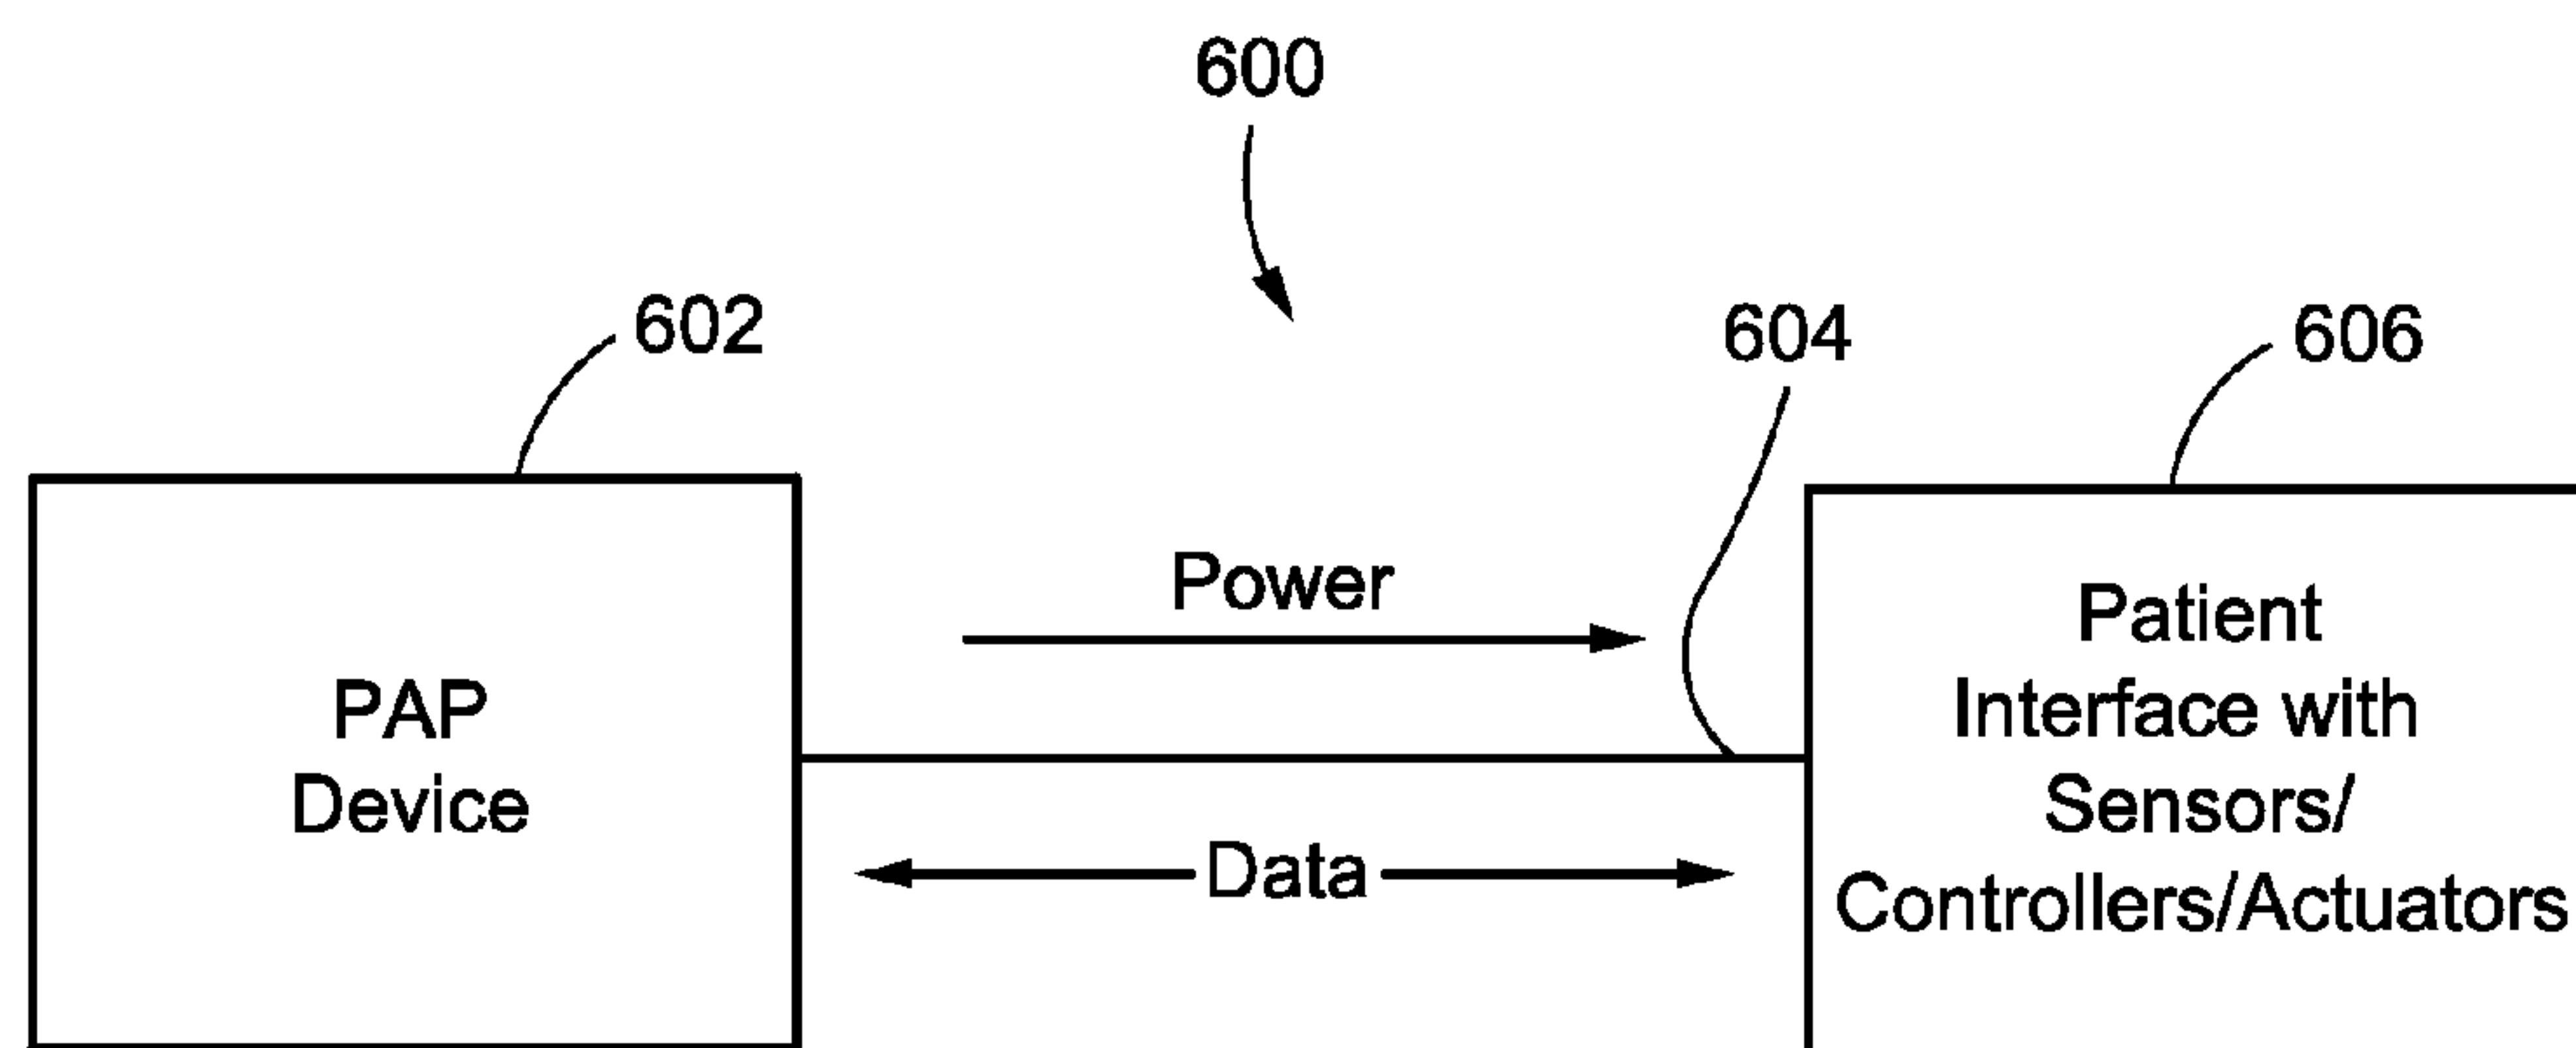 600
602
604
606
Power
PAP
Device
Data
Patient
Interface with
Sensors/
Controllers/Actuators